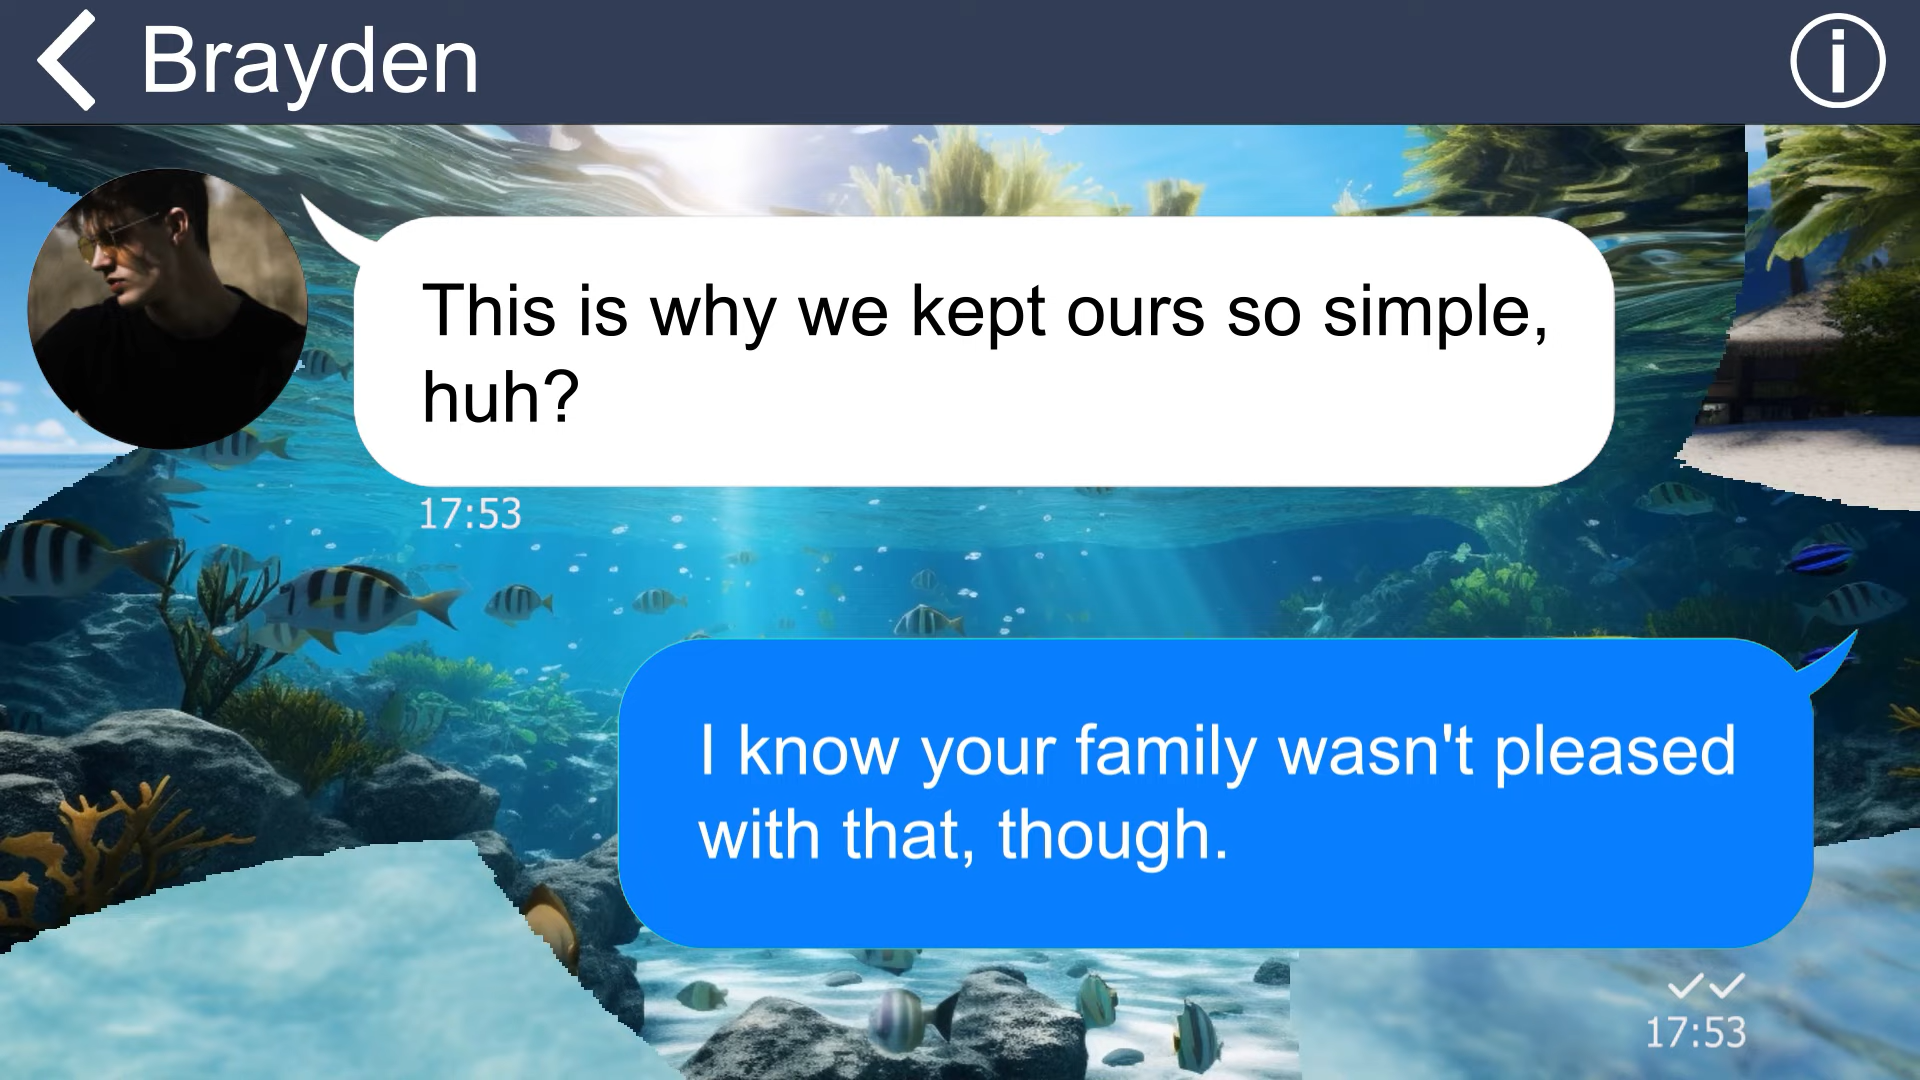 Brayden
This is why we kept ours so simple,
huh?
17:53
I know your family wasn't pleased
with that, though.
17:53